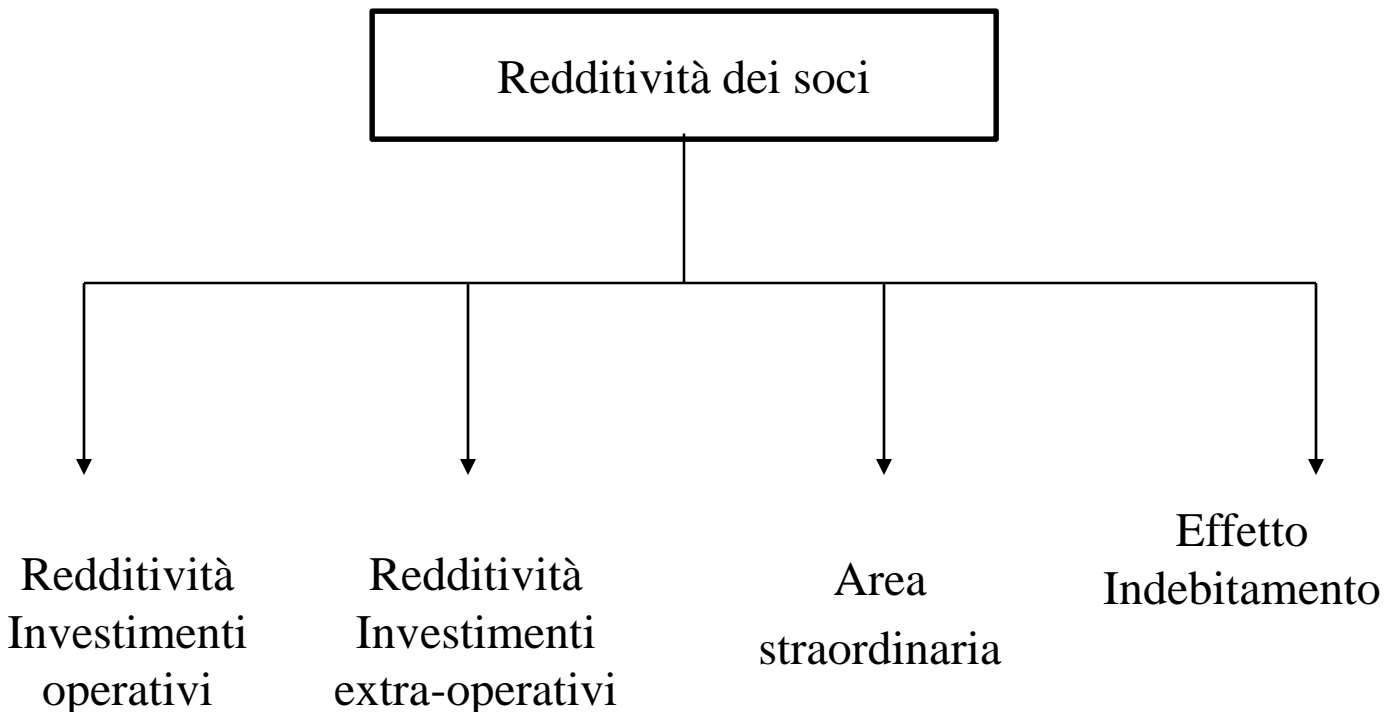 Redditività dei soci
Redditività
Investimenti
operativi
Redditività
Investimenti
extra-operativi
Area
straordinaria
Effetto
Indebitamento